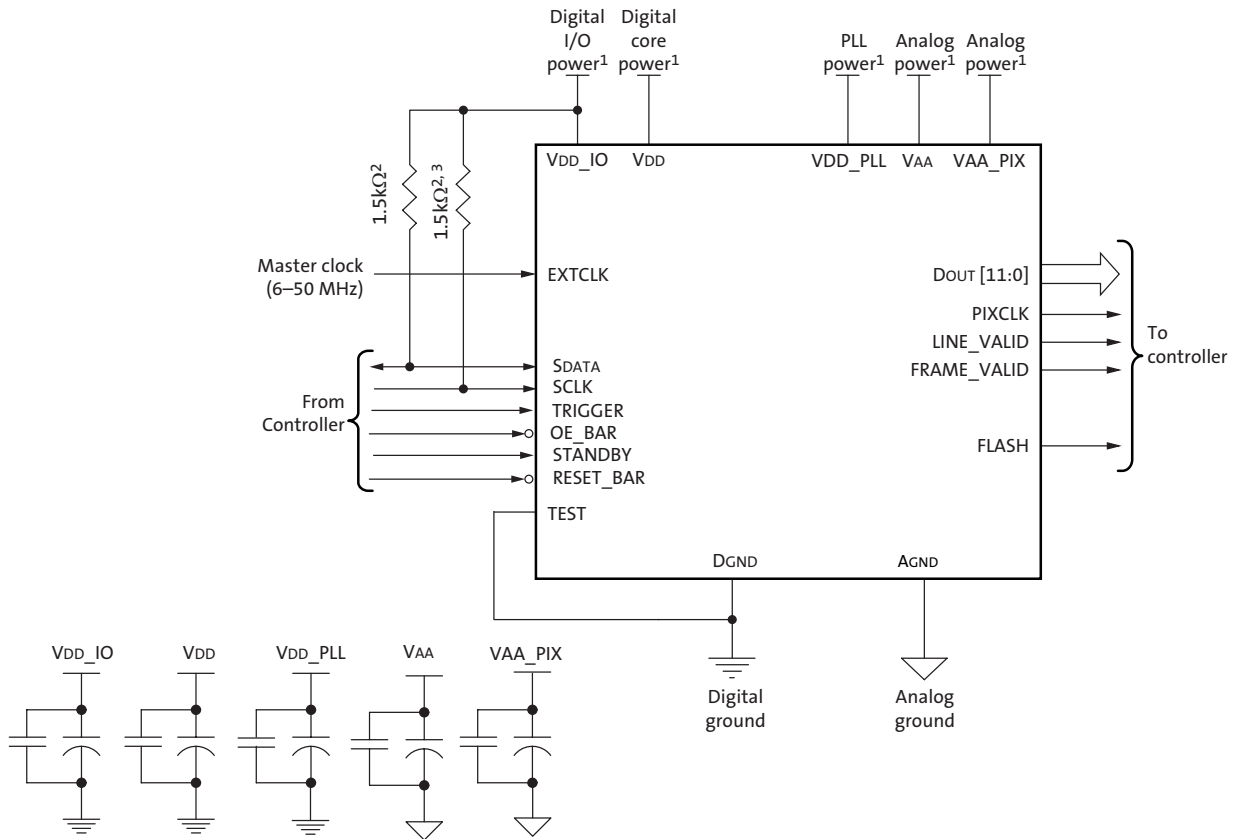 Digital
I/O
power1
Digital
core
power1
PLL
power1
Analog
power1
Analog
power1
VDD_IO
VDD
VDD_PLL
VAA
VAA_PIX
1.5kΩ2
1.5kΩ2, 3
Master clock
(6–50 MHz)
EXTCLK
DOUT [11:0]
PIXCLK
LINE_VALID
FRAME_VALID
FLASH
To
controller
From
Controller
SDATA
SCLK
TRIGGER
OE_BAR
STANDBY
RESET_BAR
TEST
DGND
AGND
Digital
ground
Analog
ground
VDD_IO
VDD
VDD_PLL
VAA
VAA_PIX